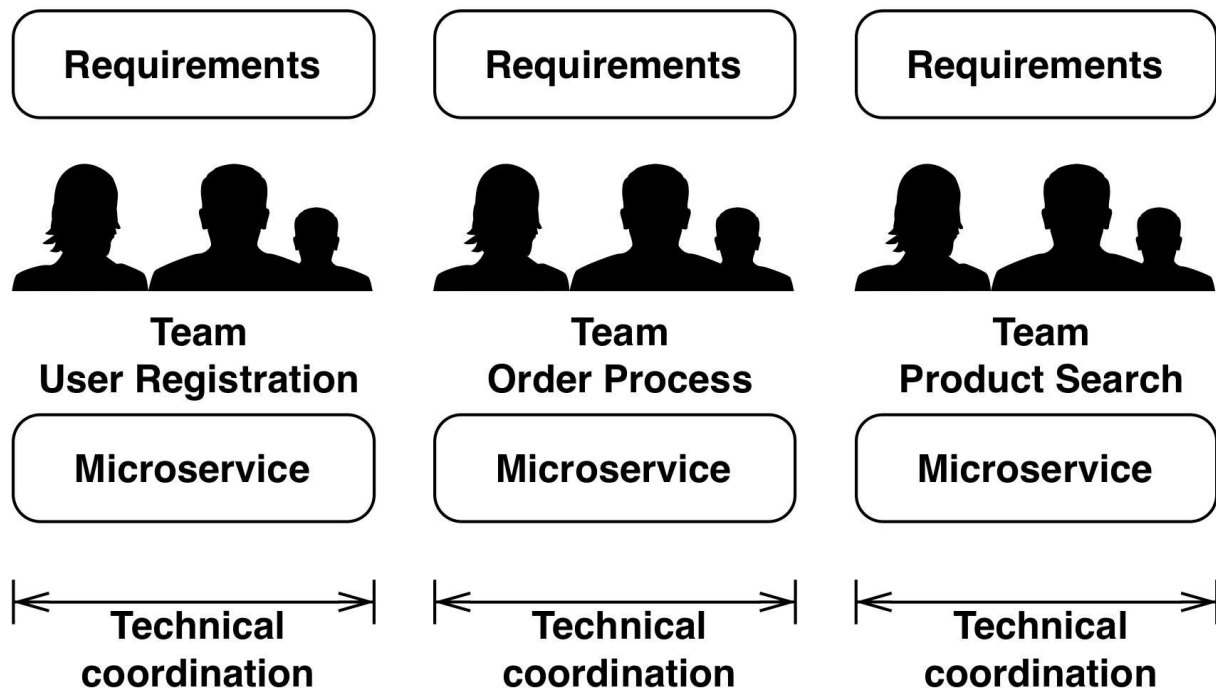 Requirements
Requirements
Requirements
Team
User Registration
Team
Order Process
Team
Product Search
Microservice
Microservice
Microservice
Technical
coordination
Technical
coordination
Technical
coordination